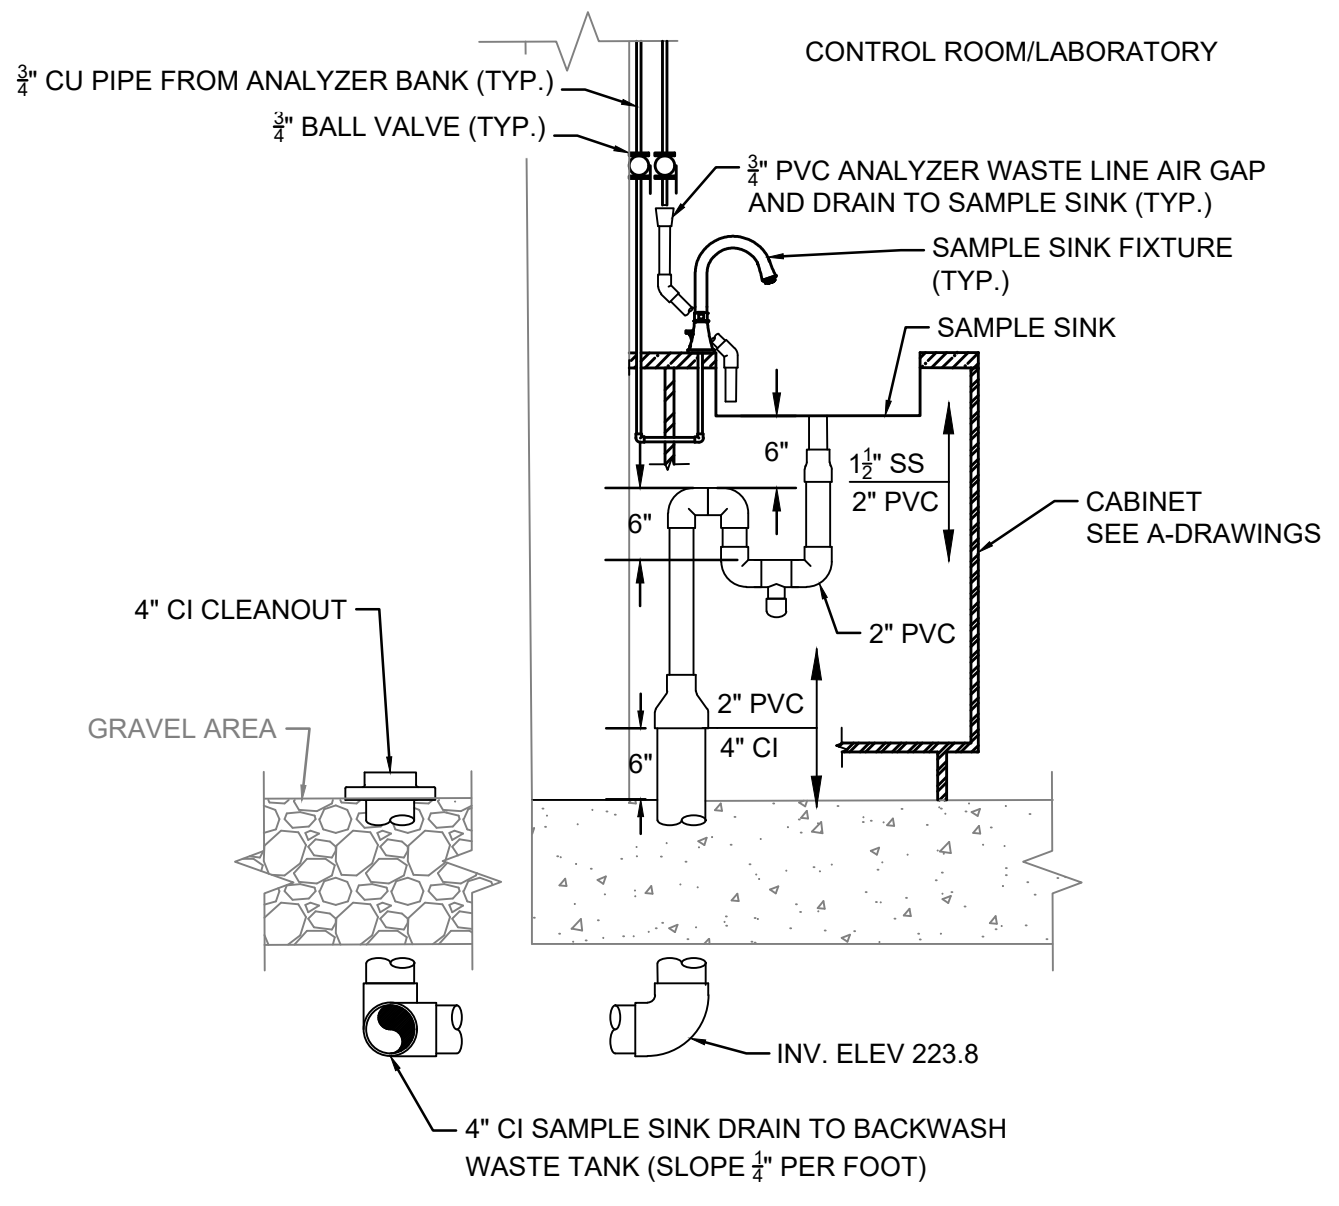 CONTROL ROOM/LABORATORY
3/4" CU PIPE FROM ANALYZER BANK (TYP.)
3/4" BALL VALVE (TYP.)
3/4" PVC ANALYZER WASTE LINE AIR GAP
AND DRAIN TO SAMPLE SINK (TYP.)
SAMPLE SINK FIXTURE
(TYP.)
SAMPLE SINK
6"
1 1/2" SS
2" PVC
CABINET
SEE A-DRAWINGS
6"
4" CI CLEANOUT
2" PVC
GRAVEL AREA
2" PVC
4" CI
6"
INV. ELEV 223.8
4" CI SAMPLE SINK DRAIN TO BACKWASH
WASTE TANK (SLOPE 1/4" PER FOOT)